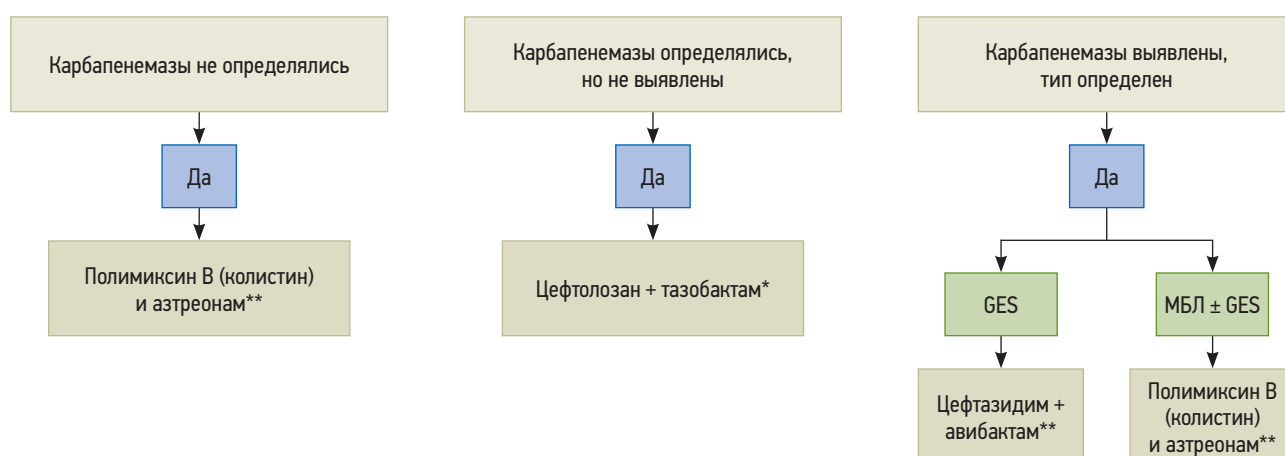 Карбапенемазы не определялись
Да
Полимиксин В (колистин)
и азтреонам**
Карбапенемазы определялись,
но не выявлены
Да
Цефтолозан + тазобактам*
Карбапенемазы выявлены,
тип определен
Да
GES
МБЛ ± GES
Цефтазидим +
авибактам**
Полимиксин В
(колистин)
и азтреонам**